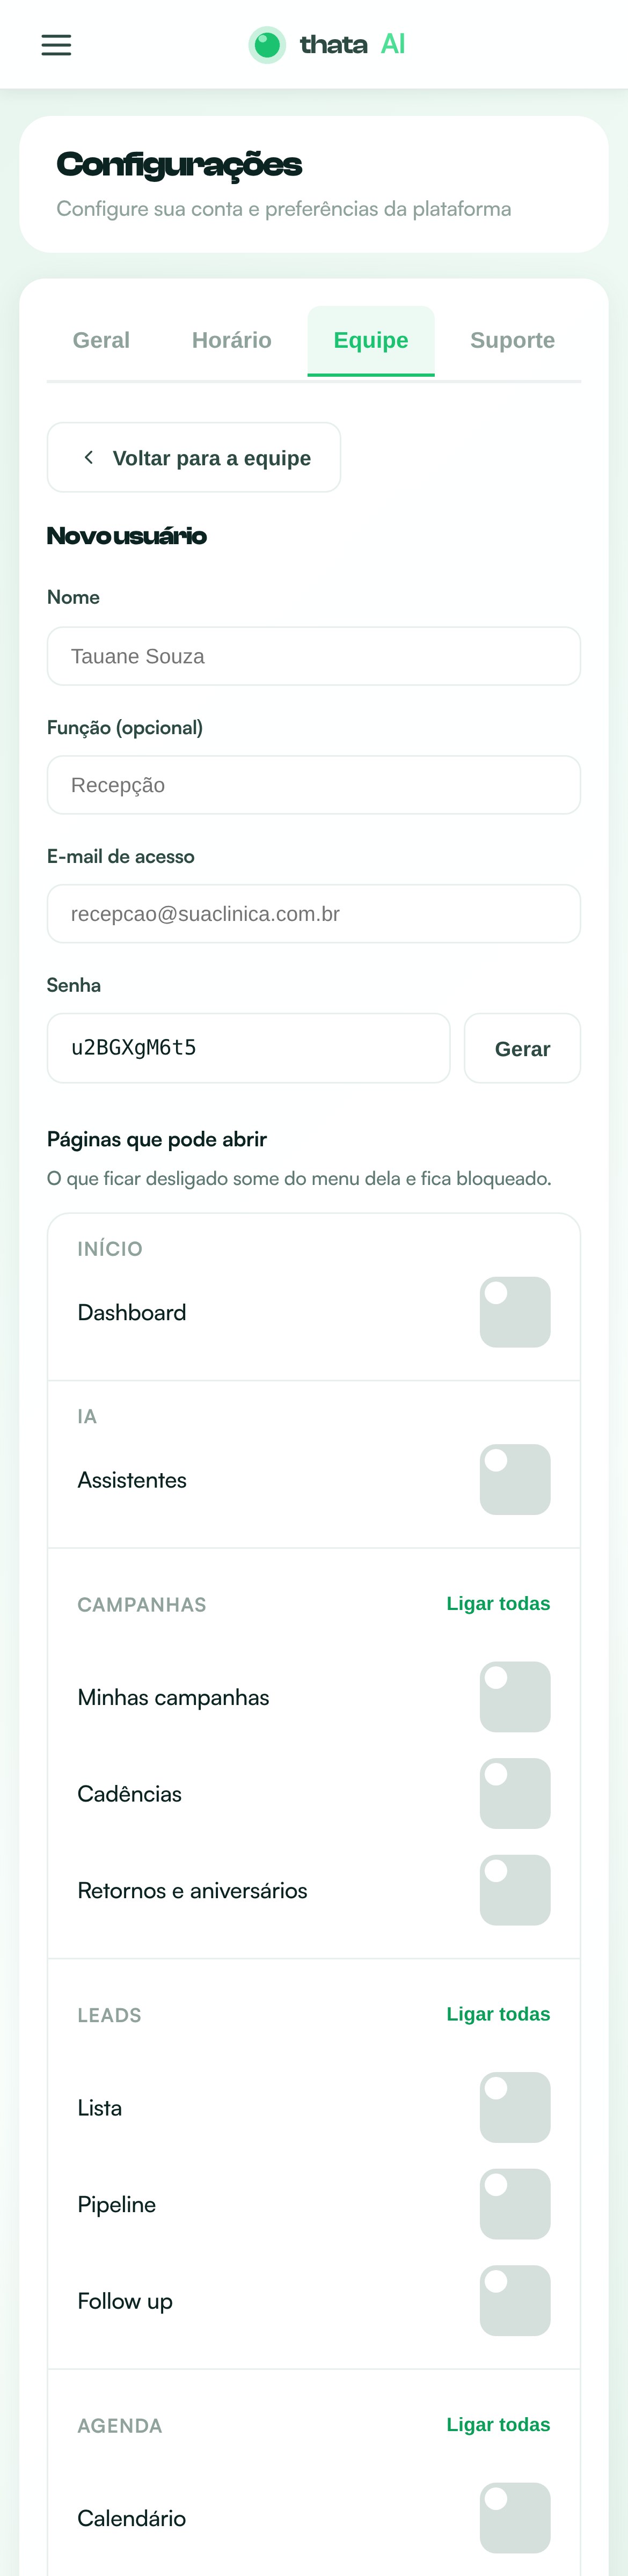 thata AI
Configurações
Configure sua conta e preferências da plataforma
Geral Horário Equipe Suporte
Voltar para a equipe
Novo usuário
Nome
Tauane Souza
Função (opcional)
Recepção
E-mail de acesso
recepcao@suaclinica.com.br
Senha
u2BGXgM6t5 Gerar
Páginas que pode abrir
O que ficar desligado some do menu dela e fica bloqueado.
INÍCIO
Dashboard
IA
Assistentes
CAMPANHAS Ligar todas
Minhas campanhas
Cadências
Retornos e aniversários
LEADS Ligar todas
Lista
Pipeline
Follow up
AGENDA Ligar todas
Calendário